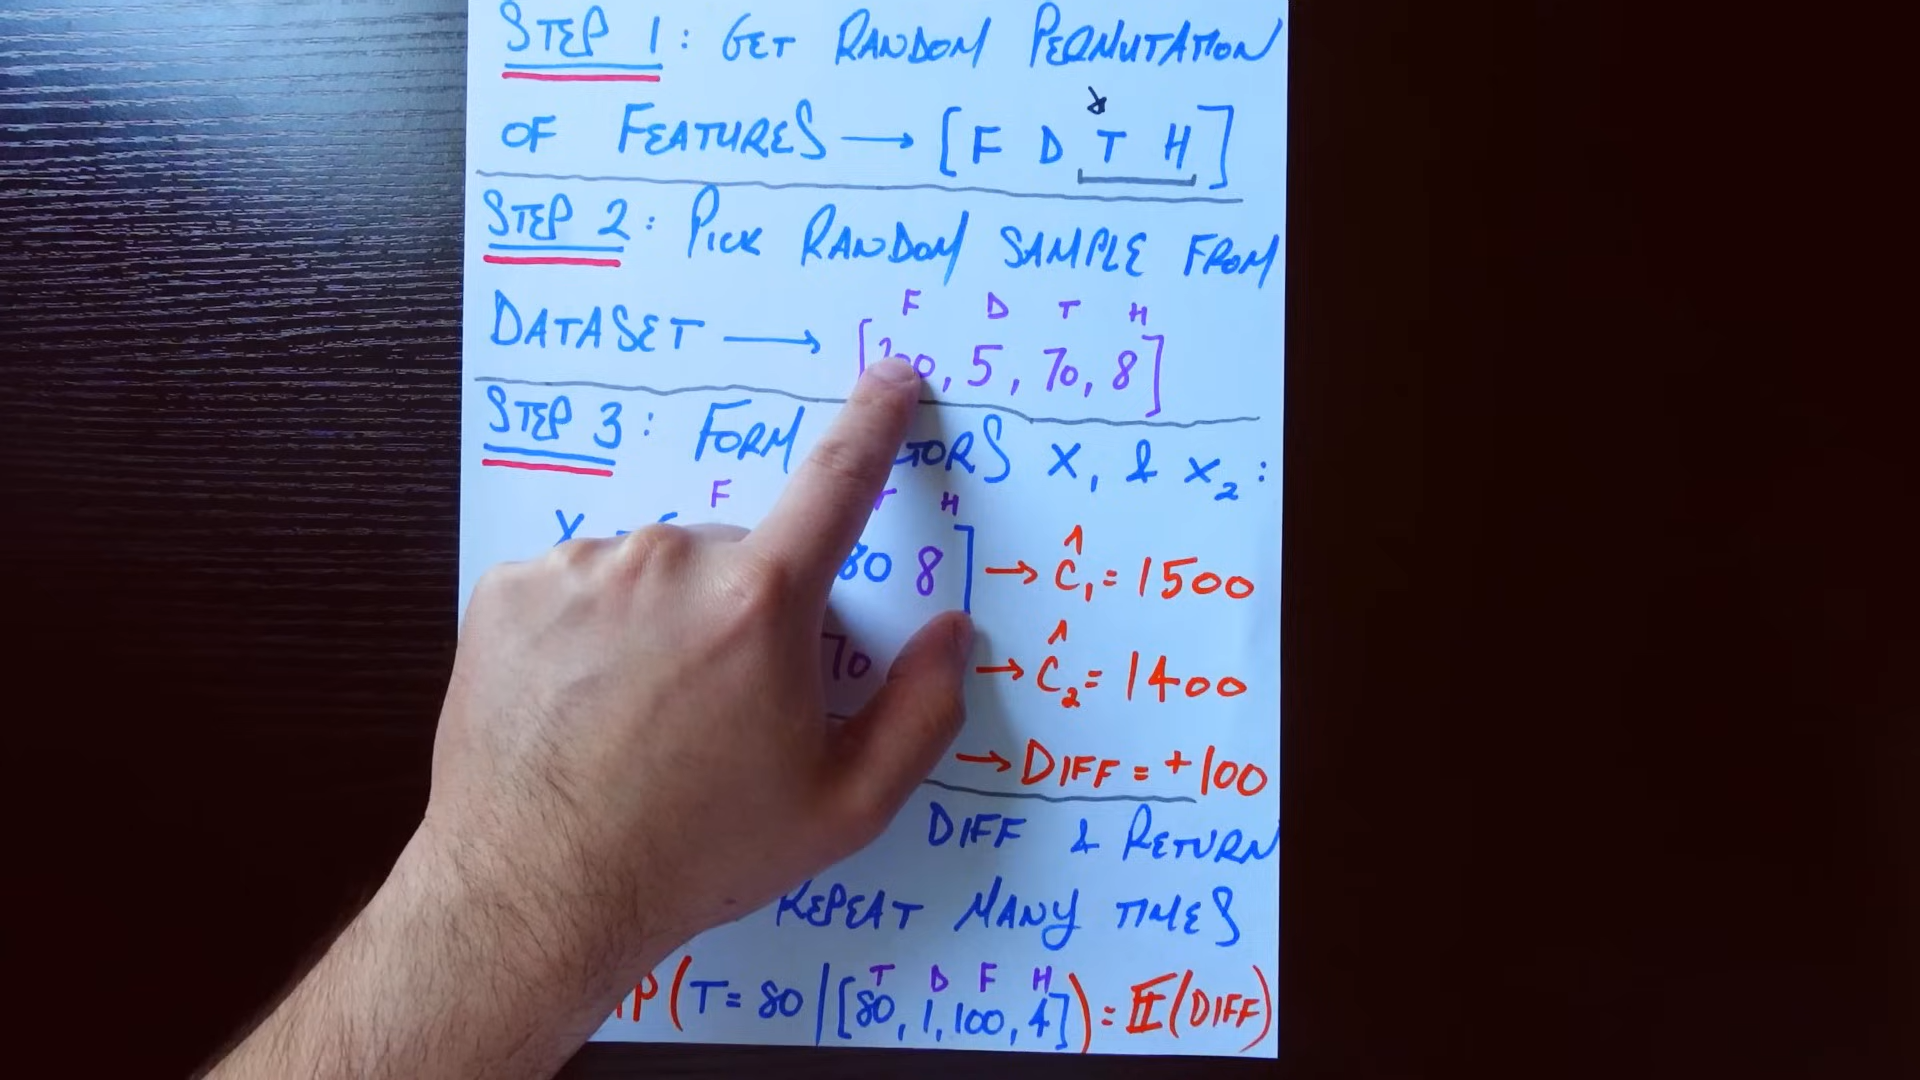 STEP 1: GET RANDOM PERMUTATION
OF FEATURES → [F D T H]
STEP 2: PICK RANDOM SAMPLE FROM
F D T H
DATASET → [200, 5, 70, 8]
STEP 3: FORM X₁ & X₂:
F T H
X 80 8] → Ĉ₁ = 1500
70 → Ĉ₂ = 1400
→ DIFF = +100
DIFF & RETURN
REPEAT MANY TIMES
T D F H
(T = 80 | [80, 1, 100, 4]) = E(DIFF)